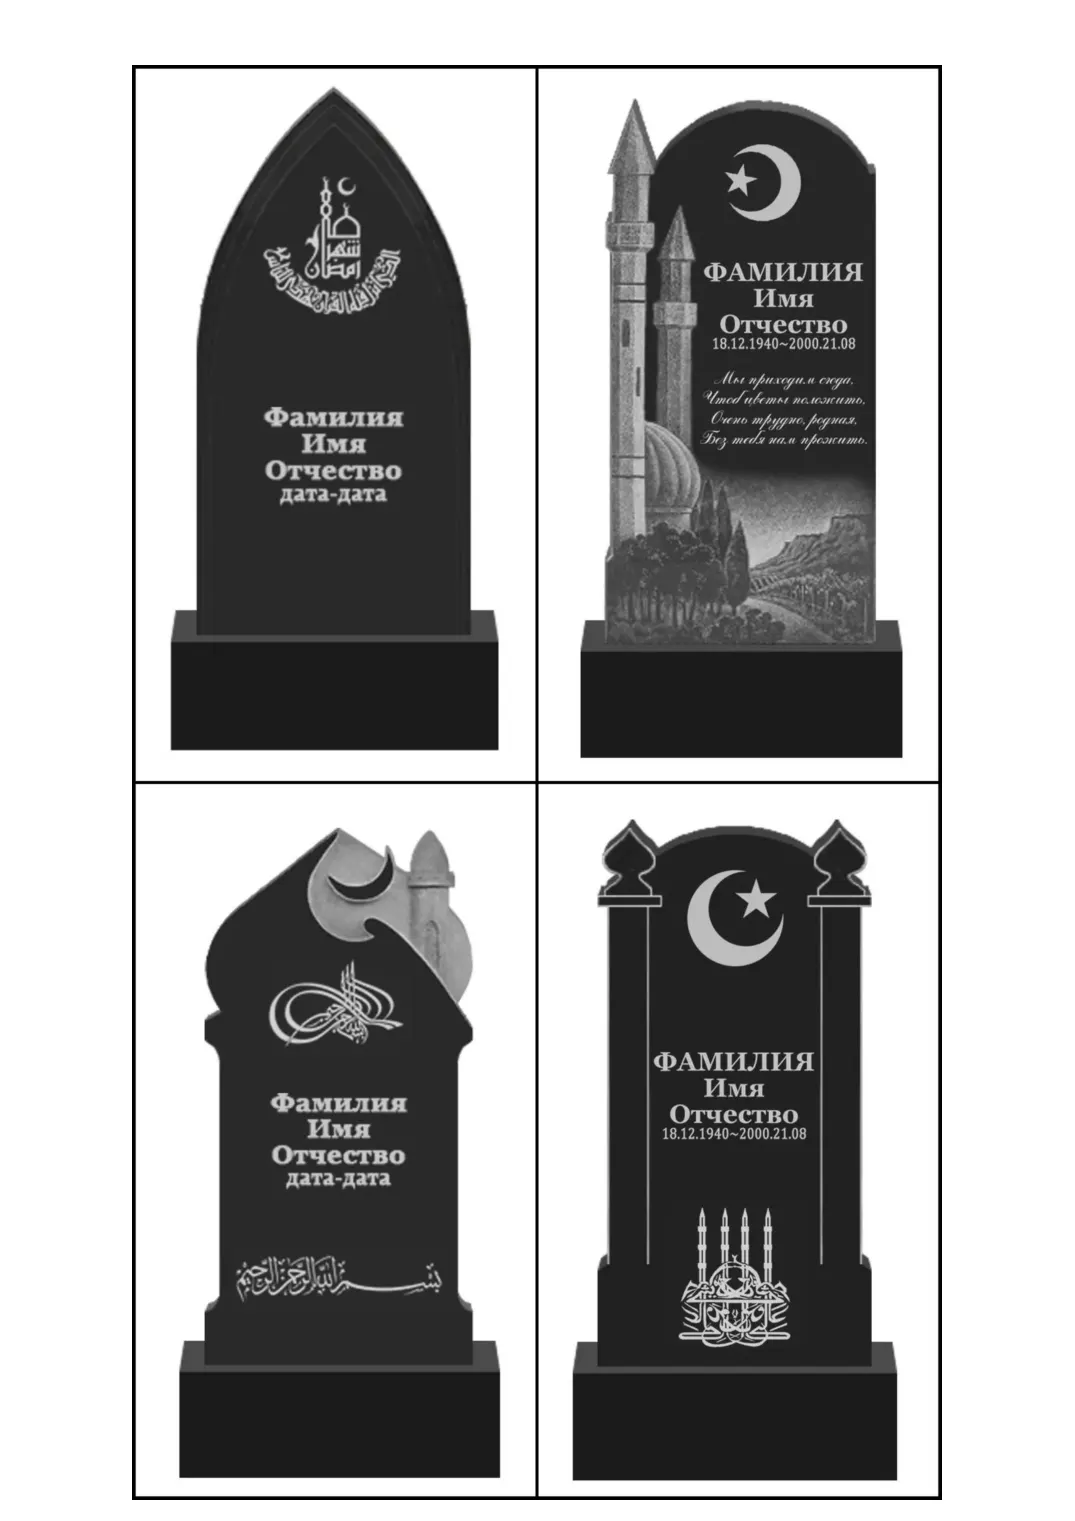 شهر
رمضان
Фамилия
Имя
Отчество
дата-дата
ФАМИЛИЯ
Имя
Отчество
18.12.1940~2000.21.08
Мы приходим сюда,
Чтоб цветы положить,
Очень трудно, родная,
Без тебя нам прожить.
Фамилия
Имя
Отчество
дата-дата
بسم الله الرحمن الرحيم
ФАМИЛИЯ
Имя
Отчество
18.12.1940~2000.21.08